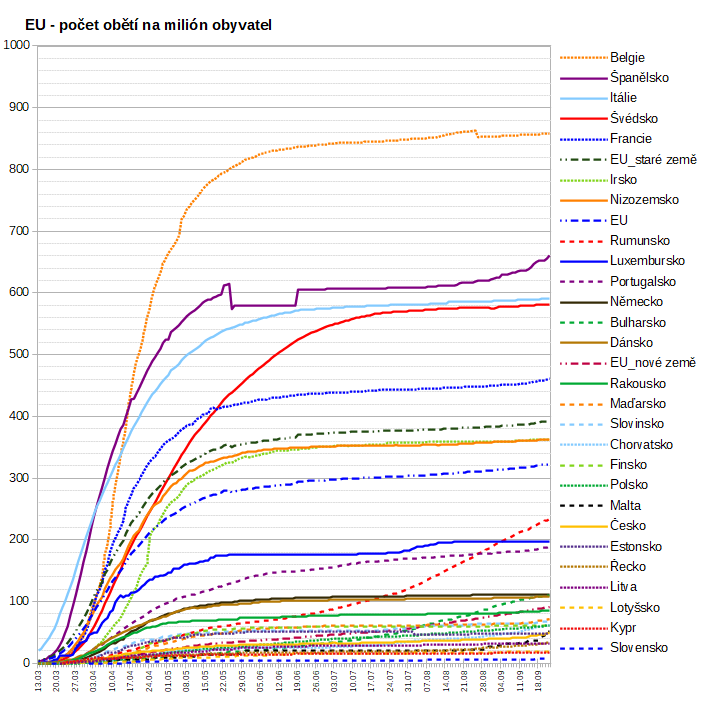 EU - počet obětí na milión obyvatel
1000
900
800
700
600
500
400
300
200
100
0
Belgie
Španělsko
Itálie
Švédsko
Francie
EU_staré země
Irsko
Nizozemsko
EU
Rumunsko
Luxembursko
Portugalsko
Německo
Bulharsko
Dánsko
EU_nové země
Rakousko
Maďarsko
Slovinsko
Chorvatsko
Finsko
Polsko
Malta
Česko
Estonsko
Řecko
Litva
Lotyšsko
Kypr
Slovensko
13.03
20.03
27.03
03.04
10.04
17.04
24.04
01.05
08.05
15.05
22.05
29.05
05.06
12.06
19.06
26.06
03.07
10.07
17.07
24.07
31.07
07.08
14.08
21.08
28.08
04.09
11.09
18.09